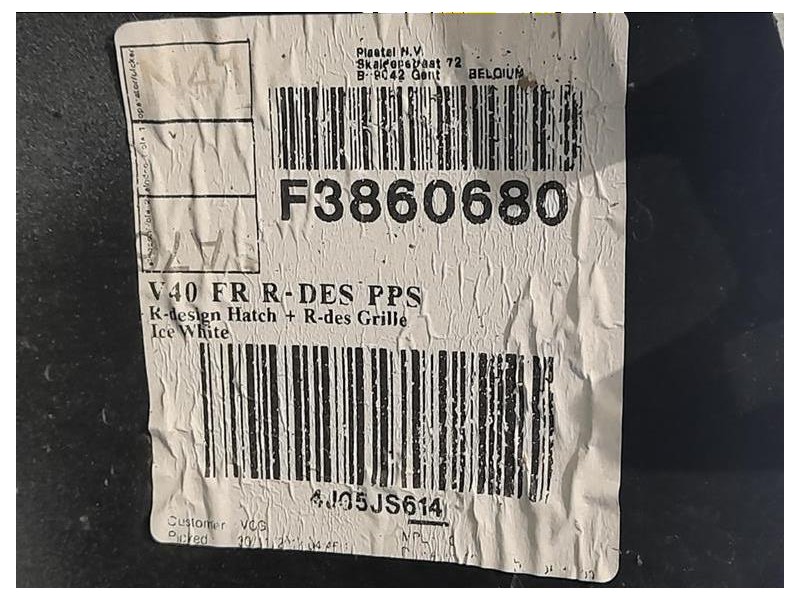 Plastal N.V.
Skaldenstraat 72
B-9042 Gent BELGIUM
F3860680
V40 FR R-DES PPS
R-design Hatch + R-des Grille
Ice White
4J05JS614
Customer VCG
Picked